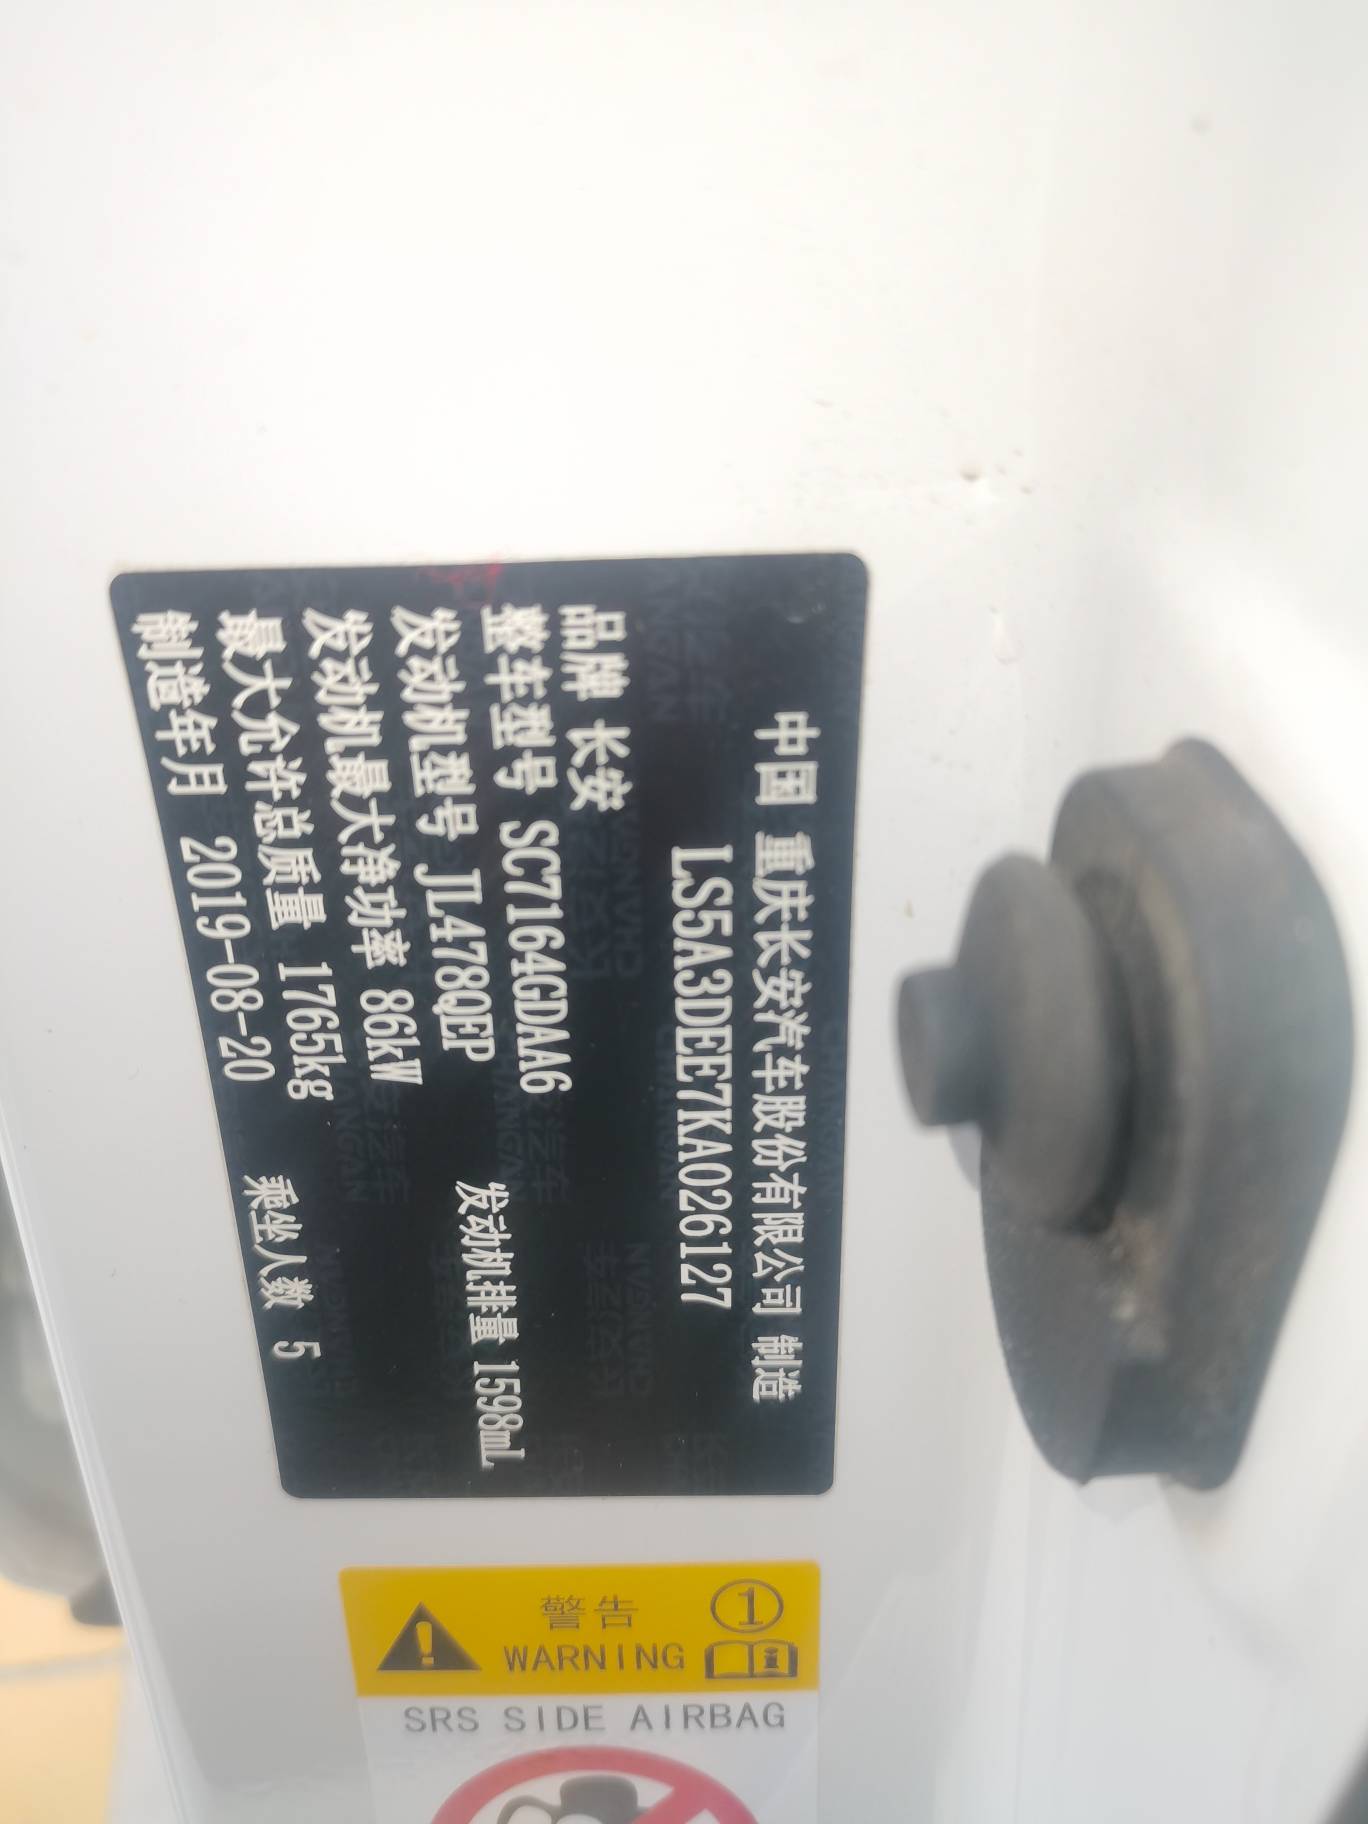 中国 重庆长安汽车股份有限公司 制造
LS5A3DEE7KA026127
品牌 长安
整车型号 SC7164GDAA6
发动机型号 JL478QEP 发动机排量 1598mL
发动机最大净功率 86kW
最大允许总质量 1765kg
制造年月 2019-08-20 乘坐人数 5
警告 ①
WARNING
SRS SIDE AIRBAG